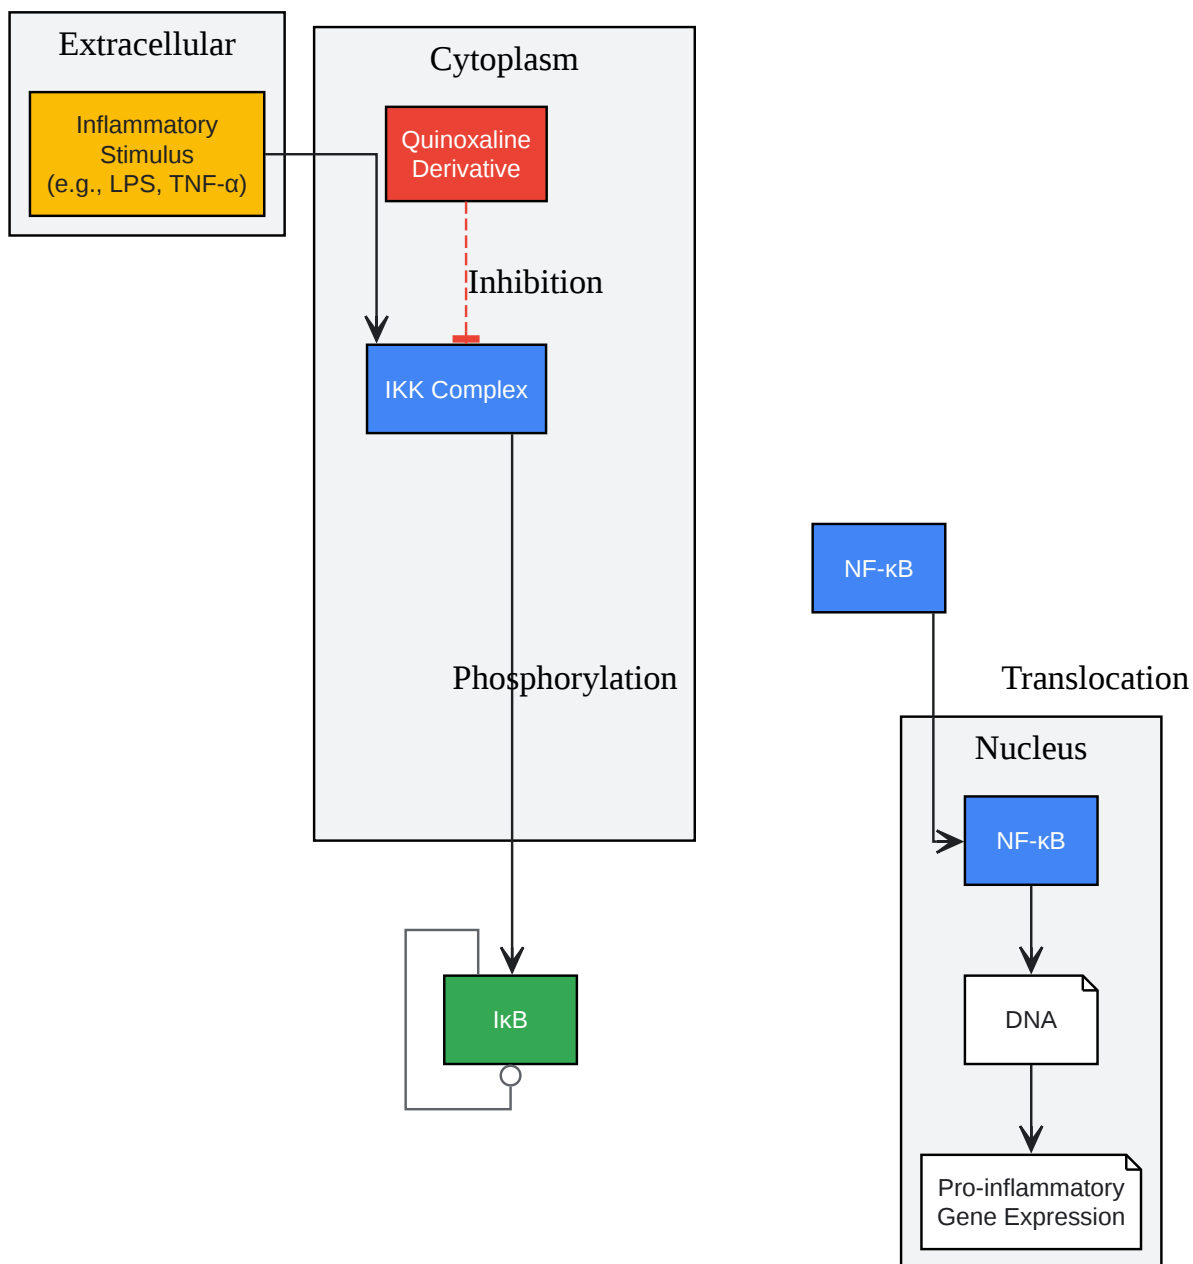 Extracellular
Inflammatory
Stimulus
(e.g., LPS, TNF-α)
Cytoplasm
Quinoxaline
Derivative
Inhibition
IKK Complex
NF-κB
Phosphorylation
Translocation
Nucleus
NF-κB
IκB
DNA
Pro-inflammatory
Gene Expression